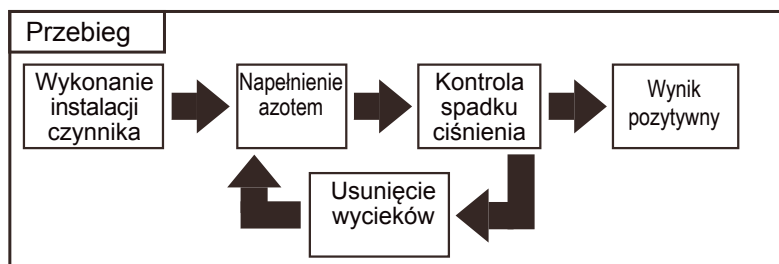 Przebieg
Wykonanie
instalacji
czynnika
Napełnienie
azotem
Kontrola
spadku
ciśnienia
Wynik
pozytywny
Usunięcie
wycieków